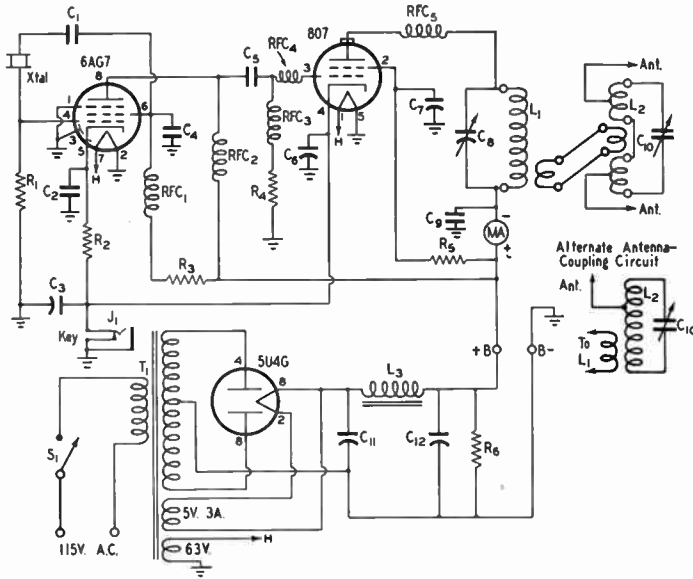 C1
6AG7
Xtal
8
1
4
3
5
7
2
6
H
C4
R1
C2
R2
RFC1
RFC2
C3
R3
J1
Key
C5
RFC4
3
RFC3
R4
807
2
4
1
5
H
C6
RFC5
C7
C8
L1
C9
-
MA
+
R5
Ant.
L2
C10
Ant.
Alternate Antenna-
Coupling Circuit
Ant.
L2
C10
To
L1
+B
B-
T1
S1
115V. A.C.
4
5U4G
8
2
8
L3
C11
C12
R6
5V. 3A.
63V.
H